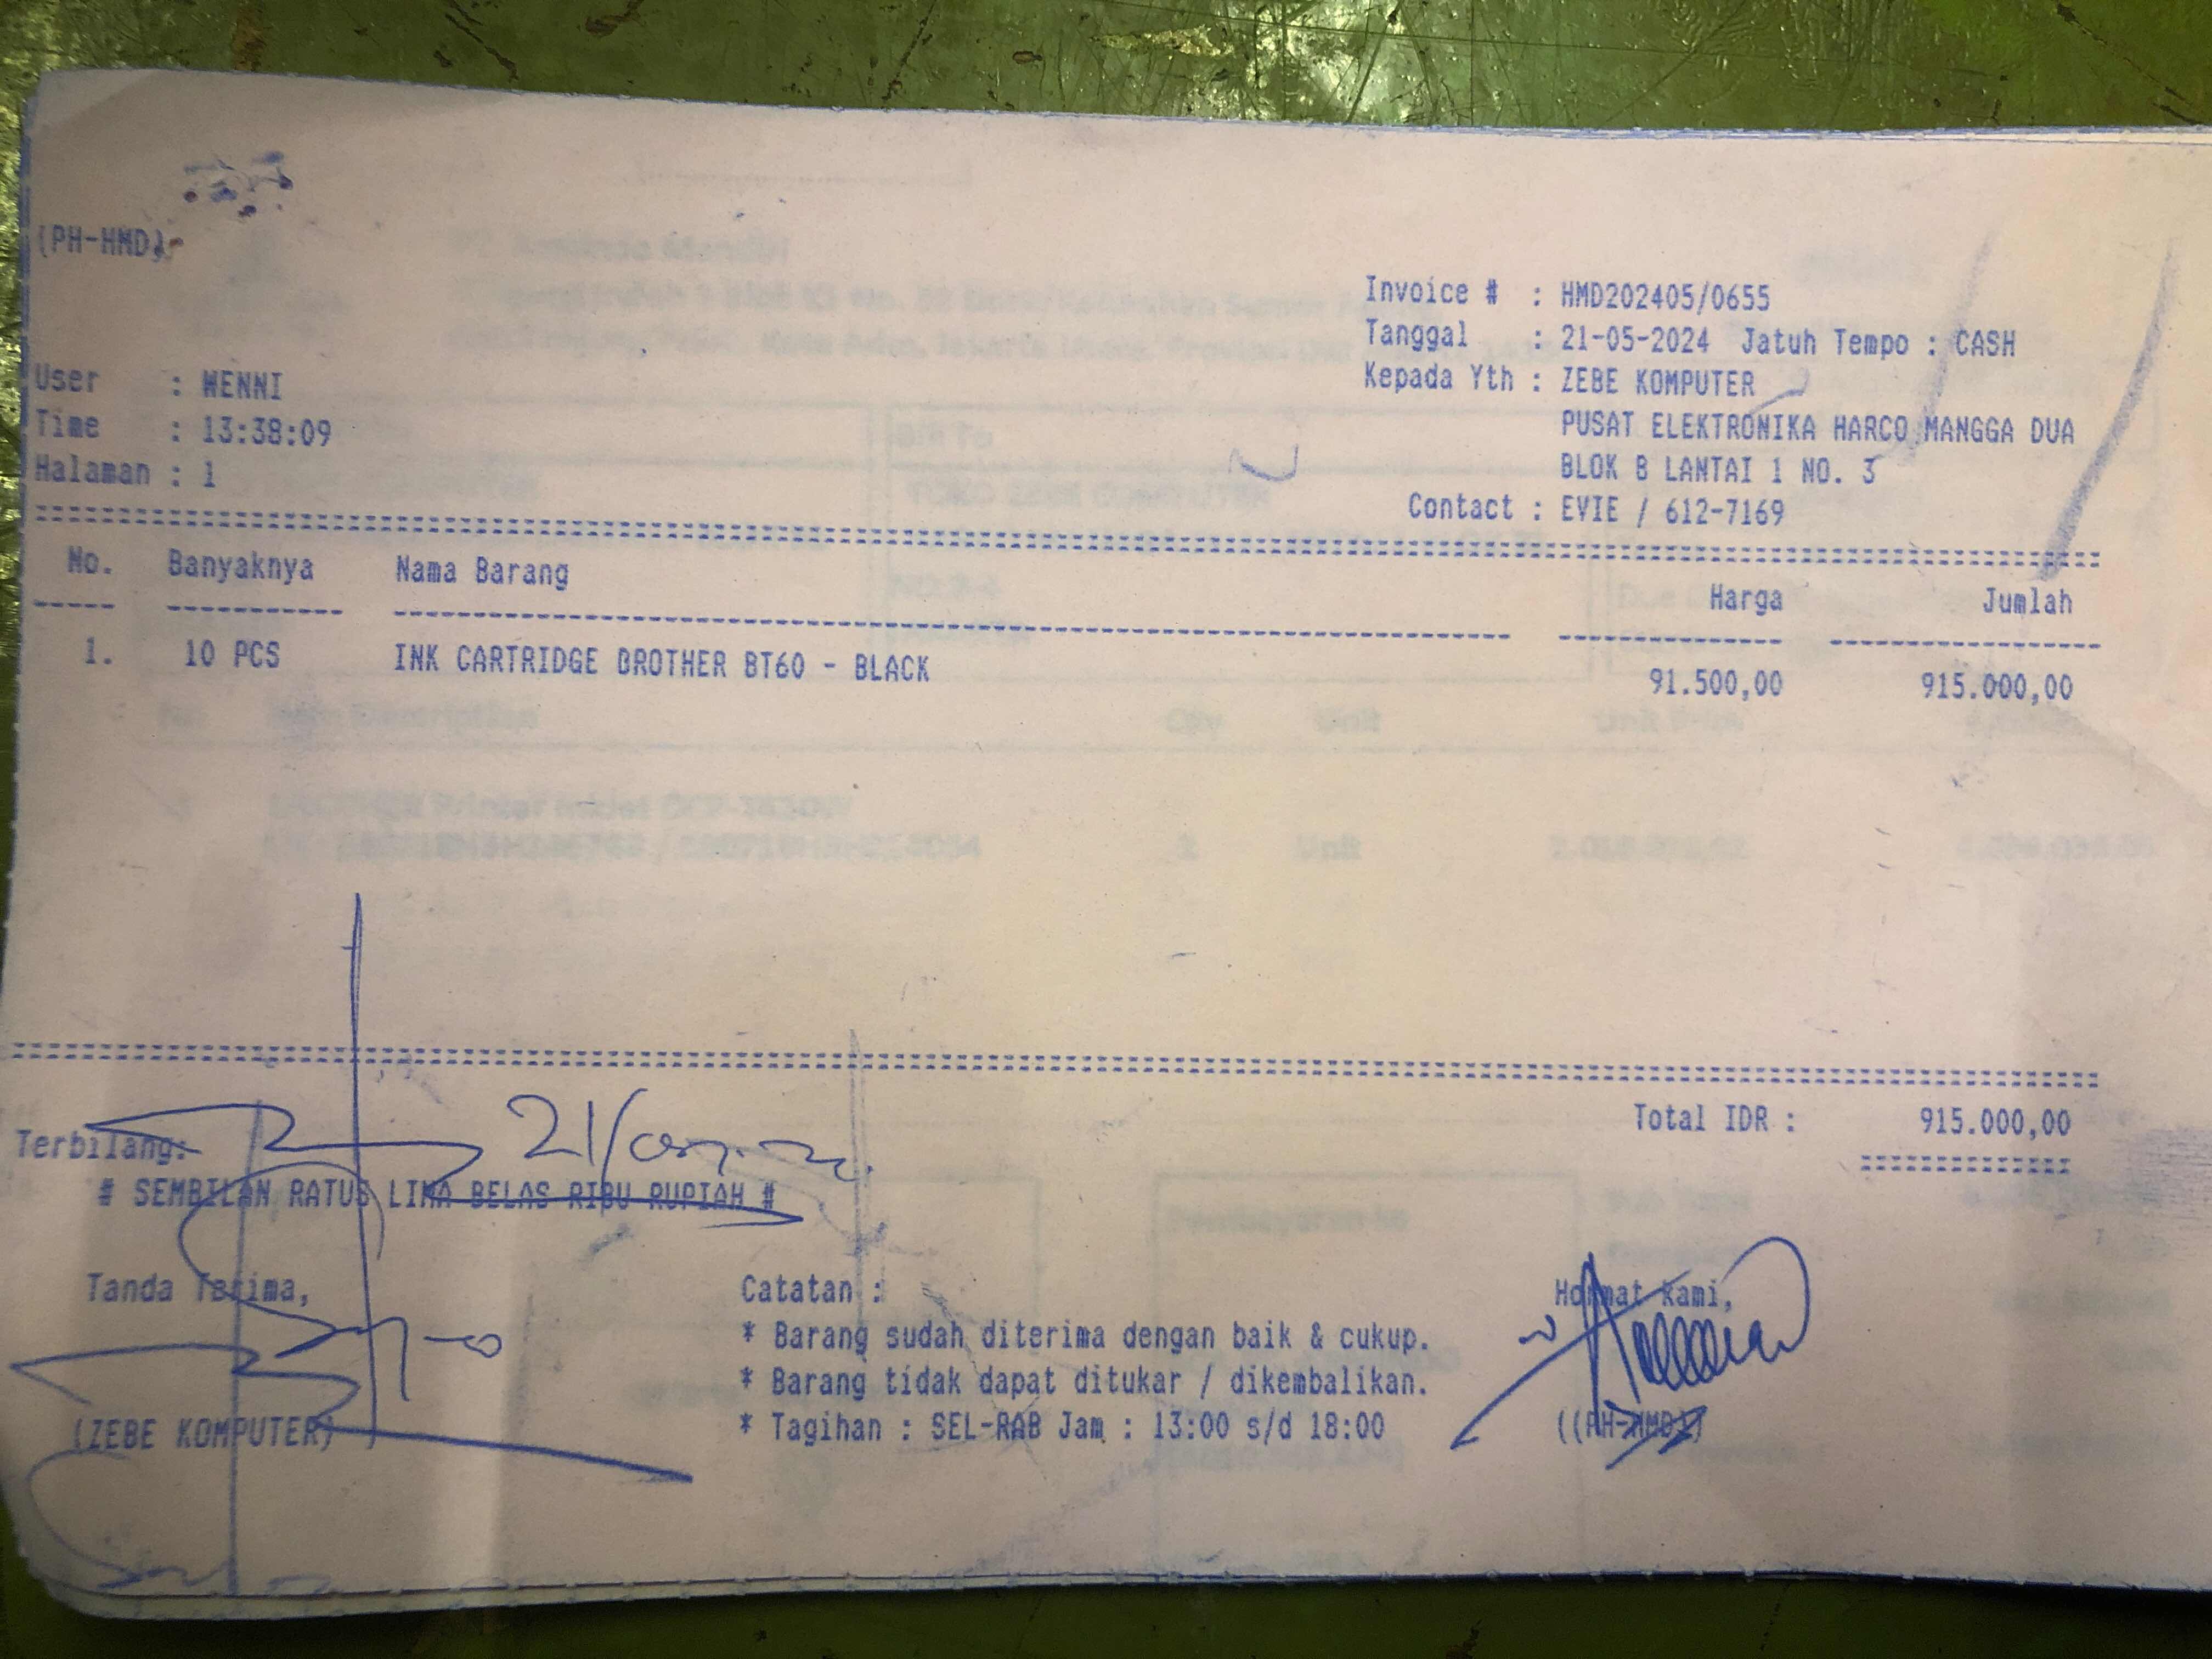 (PH-HMD)
Invoice # : HMD202405/0655
Tanggal : 21-05-2024 Jatuh Tempo : CASH
Kepada Yth : ZEBE KOMPUTER
PUSAT ELEKTRONIKA HARCO MANGGA DUA
BLOK B LANTAI 1 NO. 3
Contact : EVIE / 612-7169
User : WENNI
Time : 13:38:09
Halaman : 1
No. Banyaknya Nama Barang Harga Jumlah
1. 10 PCS INK CARTRIDGE BROTHER BT60 - BLACK 91.500,00 915.000,00
Total IDR : 915.000,00
Terbilang:
# SEMBILAN RATUS LIMA BELAS RIBU RUPIAH #
Tanda Terima,
(ZEBE KOMPUTER)
Catatan :
* Barang sudah diterima dengan baik & cukup.
* Barang tidak dapat ditukar / dikembalikan.
* Tagihan : SEL-RAB Jam : 13:00 s/d 18:00
Hormat kami,
((PH-HMD))